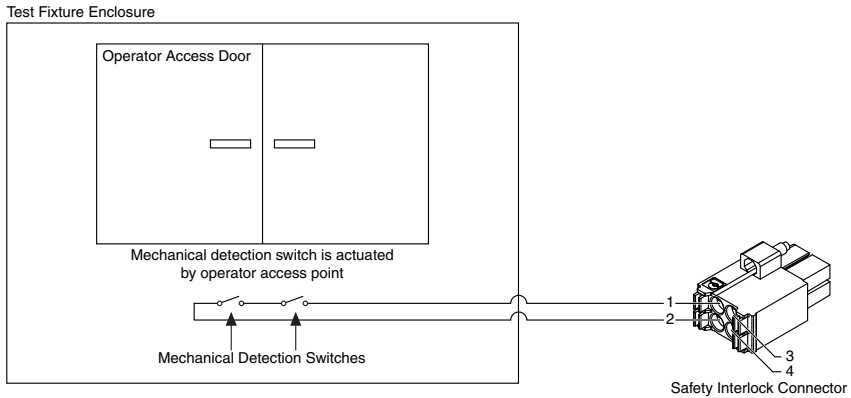 Test Fixture Enclosure
Operator Access Door
Mechanical detection switch is actuated
by operator access point
1
2
Mechanical Detection Switches
3
4
Safety Interlock Connector